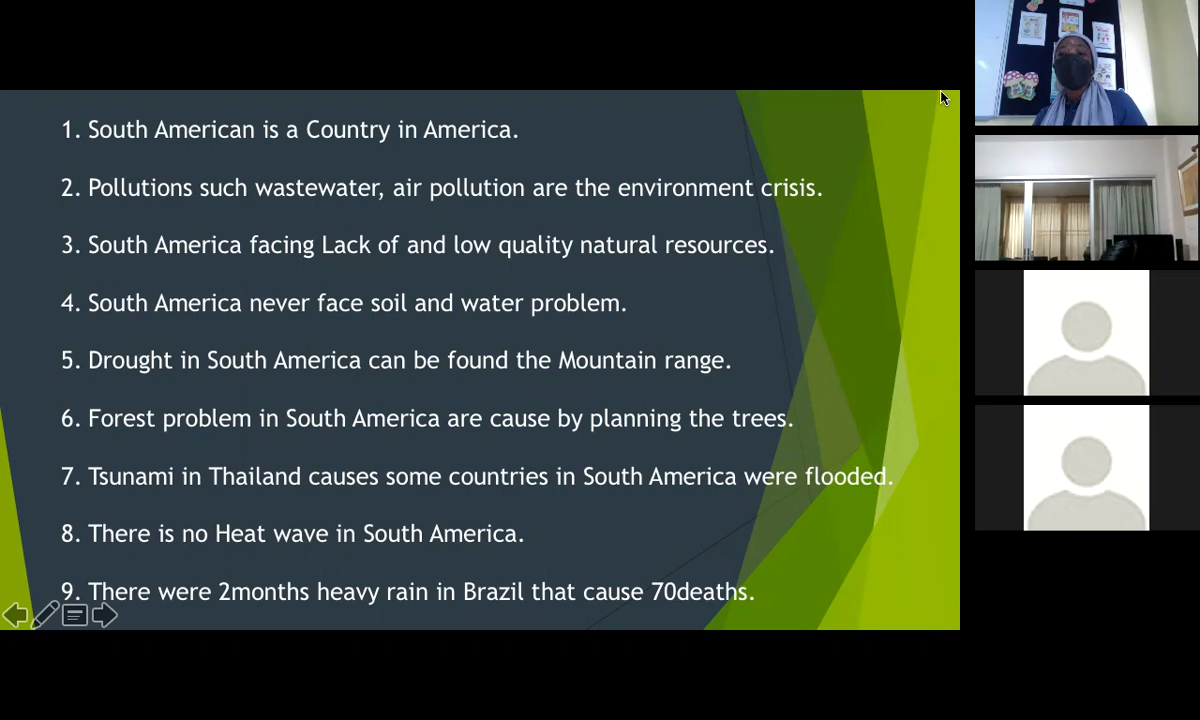 1. South American is a Country in America.
2. Pollutions such wastewater, air pollution are the environment crisis.
3. South America facing Lack of and low quality natural resources.
4. South America never face soil and water problem.
5. Drought in South America can be found the Mountain range.
6. Forest problem in South America are cause by planning the trees.
7. Tsunami in Thailand causes some countries in South America were flooded.
8. There is no Heat wave in South America.
9. There were 2months heavy rain in Brazil that cause 70deaths.